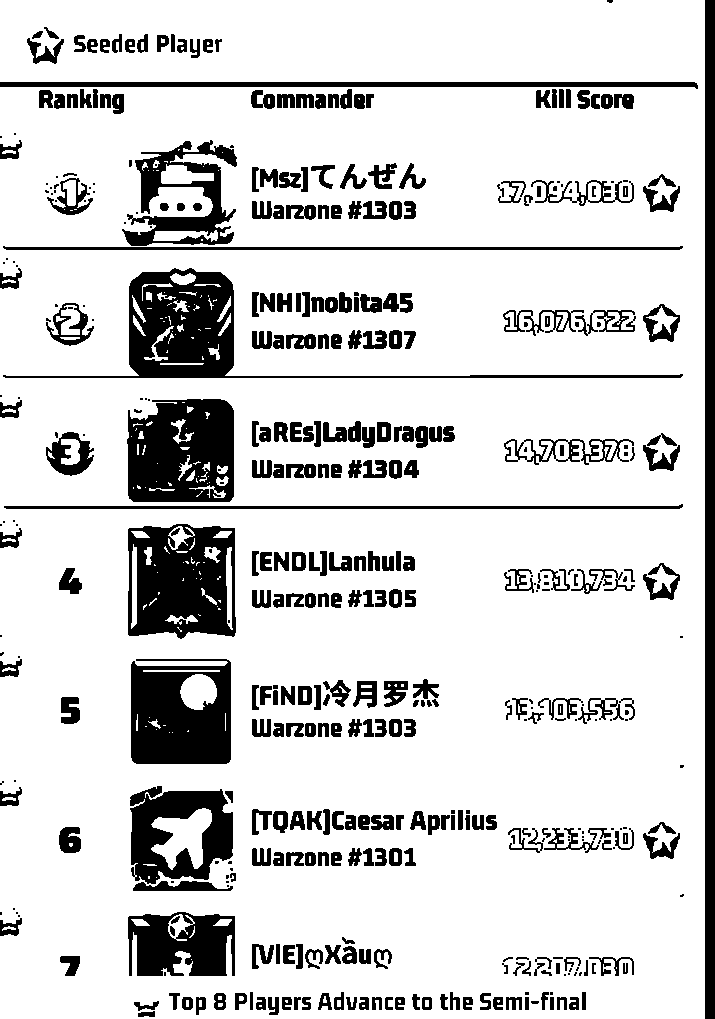 Seeded Player
Ranking Commander Kill Score
1 [Msz]てんぜん 17,094,030
Warzone #1303
2 [NHI]nobita45 16,076,622
Warzone #1307
3 [aREs]LadyDragus 14,703,378
Warzone #1304
4 [ENDL]Lanhula 13,810,734
Warzone #1305
5 [FiND]冷月罗杰 13,103,556
Warzone #1303
6 [TQAK]Caesar Aprilius 12,233,730
Warzone #1301
7 [VIE]ღXầuღ 12,217,030
Top 8 Players Advance to the Semi-final